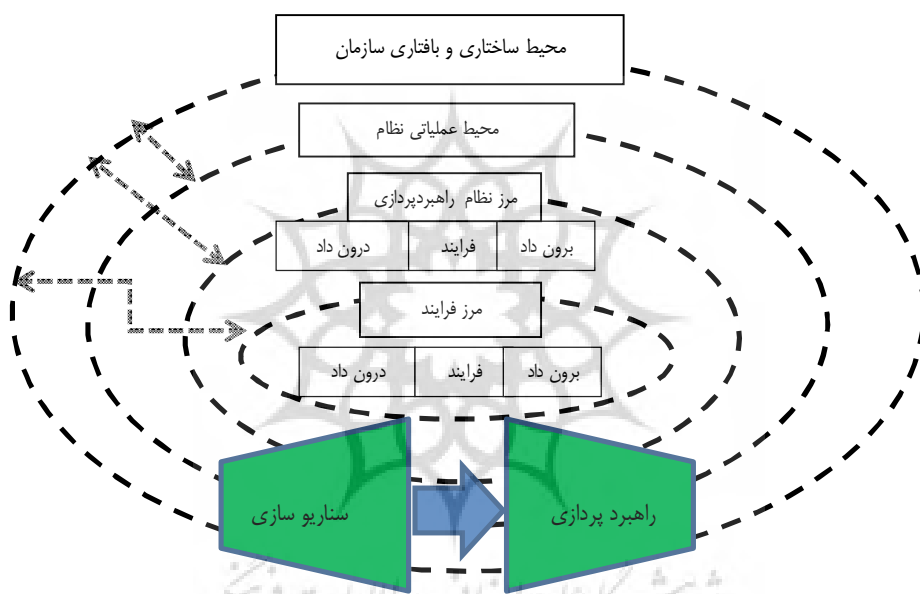 محیط ساختاری و بافتاری سازمان
محیط عملیاتی نظام
مرز نظام راهبردپردازی
برون داد
فرایند
درون داد
مرز فرایند
برون داد
فرایند
درون داد
راهبرد پردازی
سناریو سازی